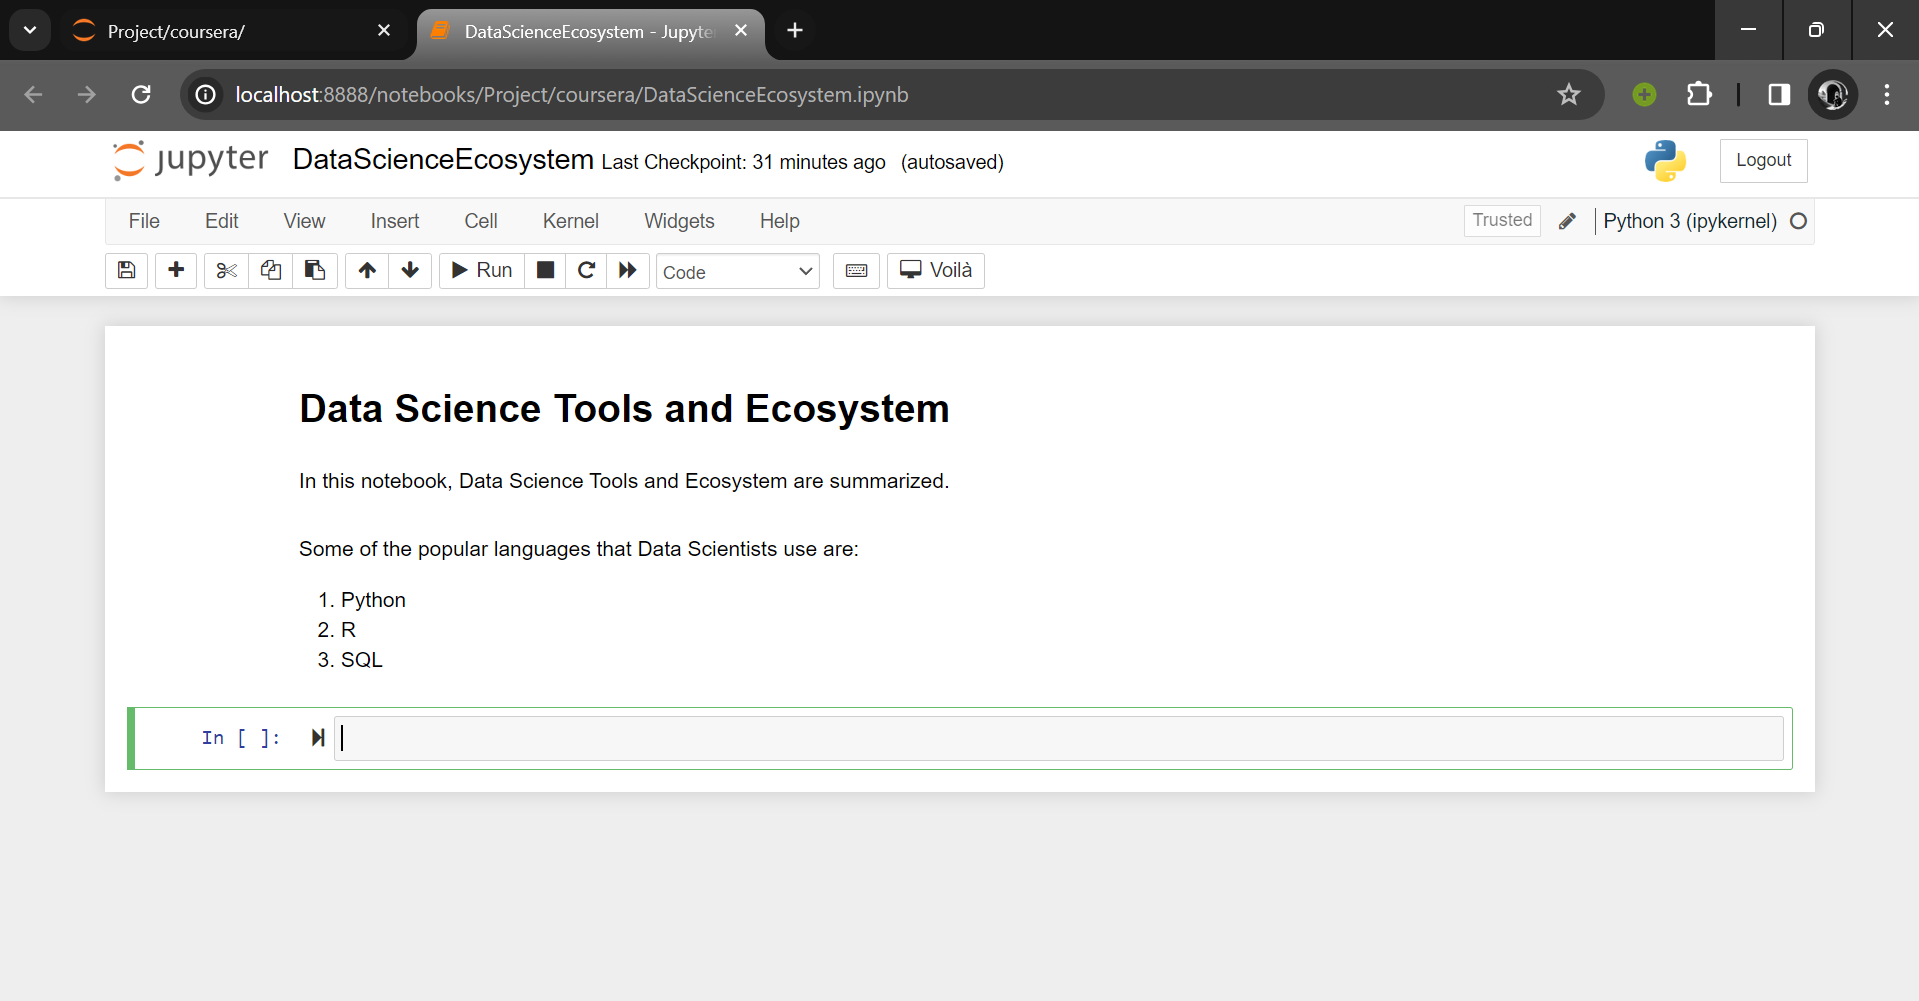 Project/coursera/
DataScienceEcosystem - Jupyte
localhost:8888/notebooks/Project/coursera/DataScienceEcosystem.ipynb
jupyter DataScienceEcosystem Last Checkpoint: 31 minutes ago (autosaved)
Logout
File Edit View Insert Cell Kernel Widgets Help
Trusted Python 3 (ipykernel)
Run Code Voilà
Data Science Tools and Ecosystem
In this notebook, Data Science Tools and Ecosystem are summarized.
Some of the popular languages that Data Scientists use are:
1. Python
2. R
3. SQL
In [ ]: